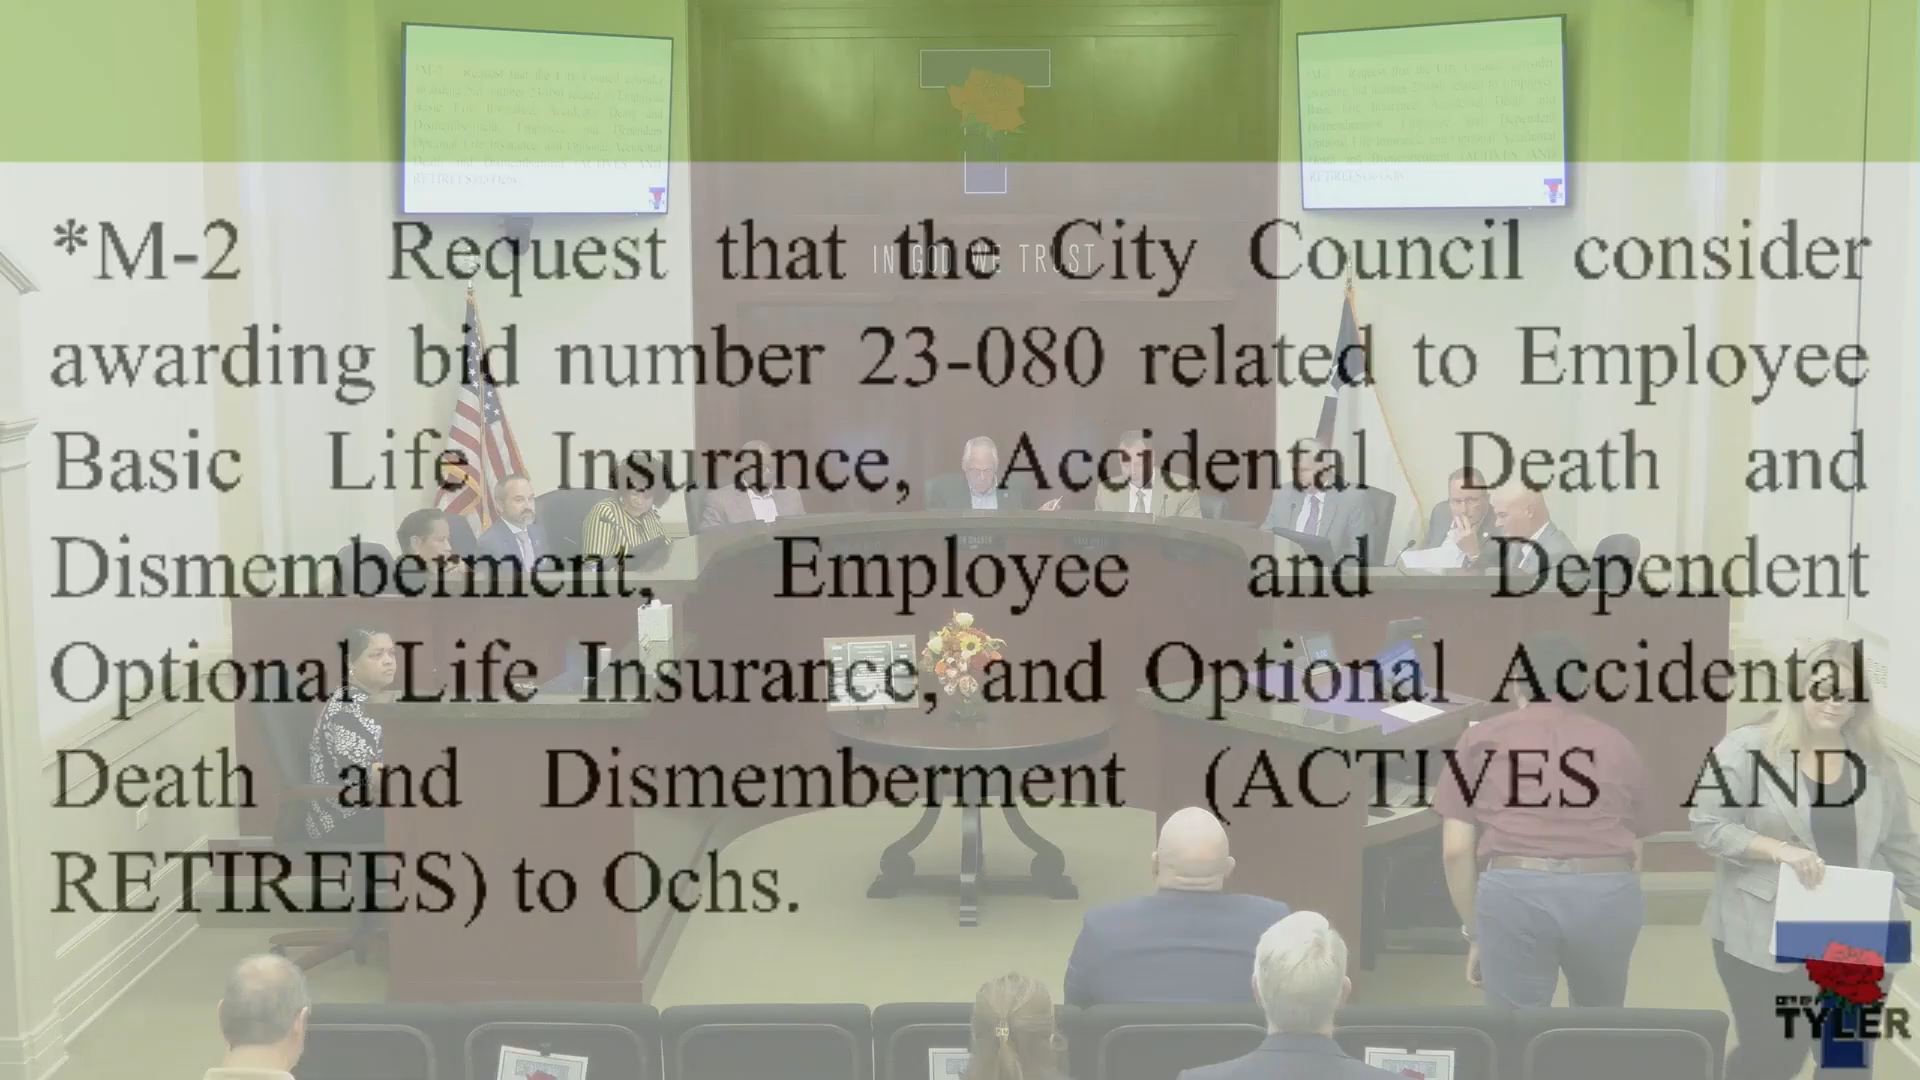 *M-2 Request that the City Council consider
awarding bid number 23-080 related to Employee
Basic Life Insurance, Accidental Death and
Dismemberment, Employee and Dependent
Optional Life Insurance, and Optional Accidental
Death and Dismemberment (ACTIVES AND
RETIREES) to Ochs.
IN GOD WE TRUST
CITY OF
TYLER